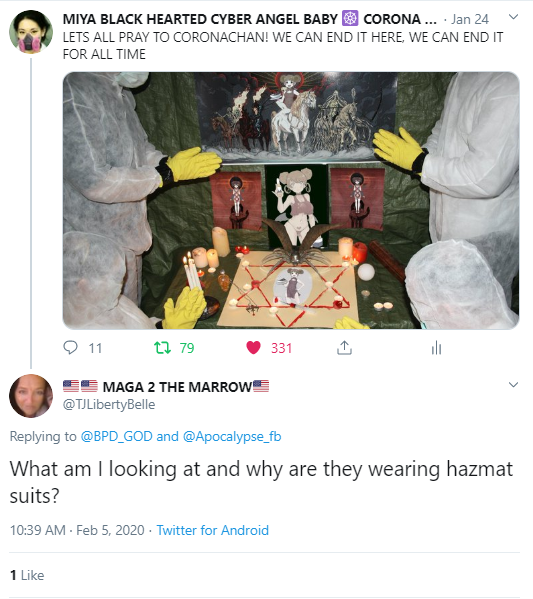 MIYA BLACK HEARTED CYBER ANGEL BABY ☸ CORONA ... · Jan 24
LETS ALL PRAY TO CORONACHAN! WE CAN END IT HERE, WE CAN END IT
FOR ALL TIME
11 79 331
🇺🇸🇺🇸 MAGA 2 THE MARROW🇺🇸
@TJLibertyBelle
Replying to @BPD_GOD and @Apocalypse_fb
What am I looking at and why are they wearing hazmat
suits?
10:39 AM · Feb 5, 2020 · Twitter for Android
1 Like